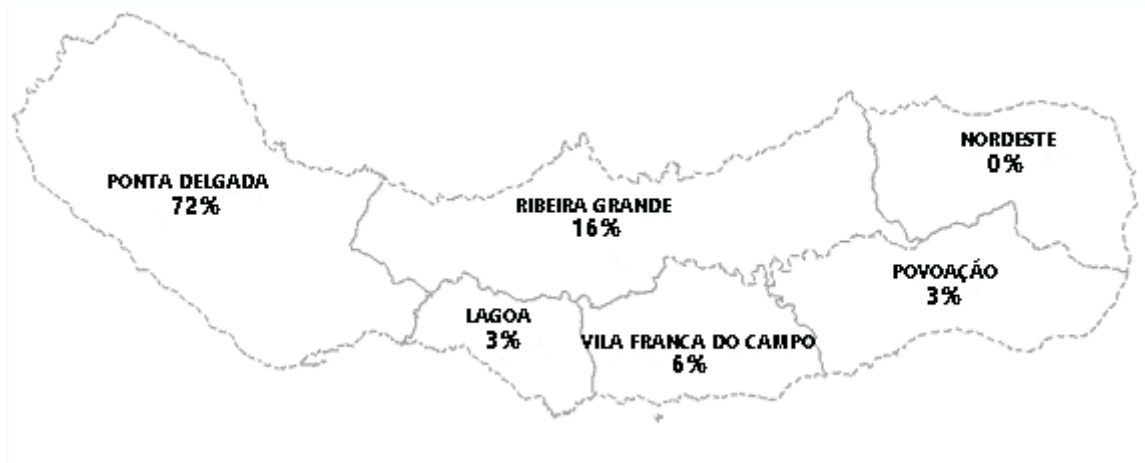 NORDESTE
0%
PONTA DELGADA
72%
RIBEIRA GRANDE
16%
POVOAÇÃO
3%
LAGOA
3%
VILA FRANCA DO CAMPO
6%